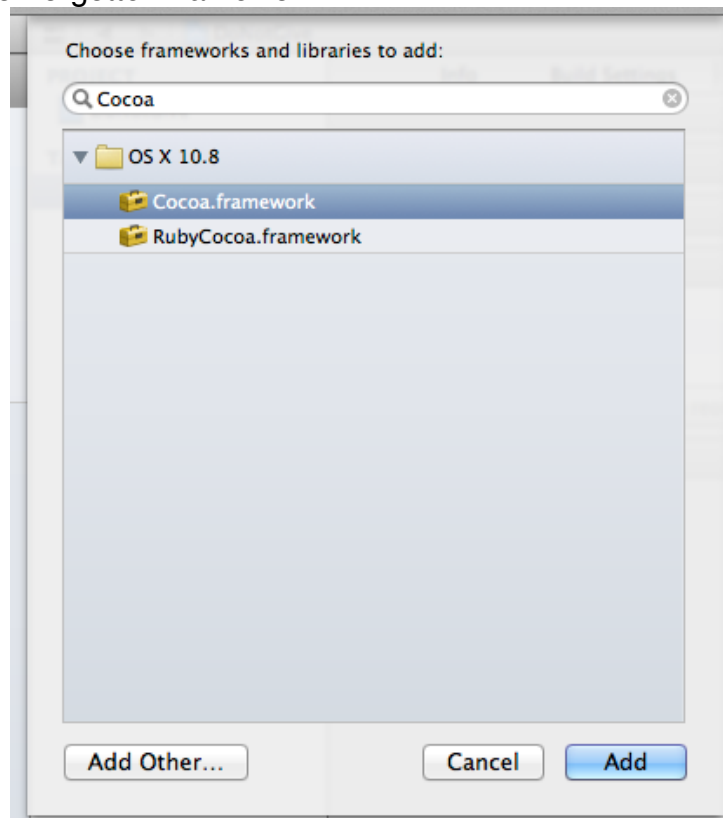 Choose frameworks and libraries to add:
Cocoa
OS X 10.8
Cocoa.framework
RubyCocoa.framework
Add Other...
Cancel
Add